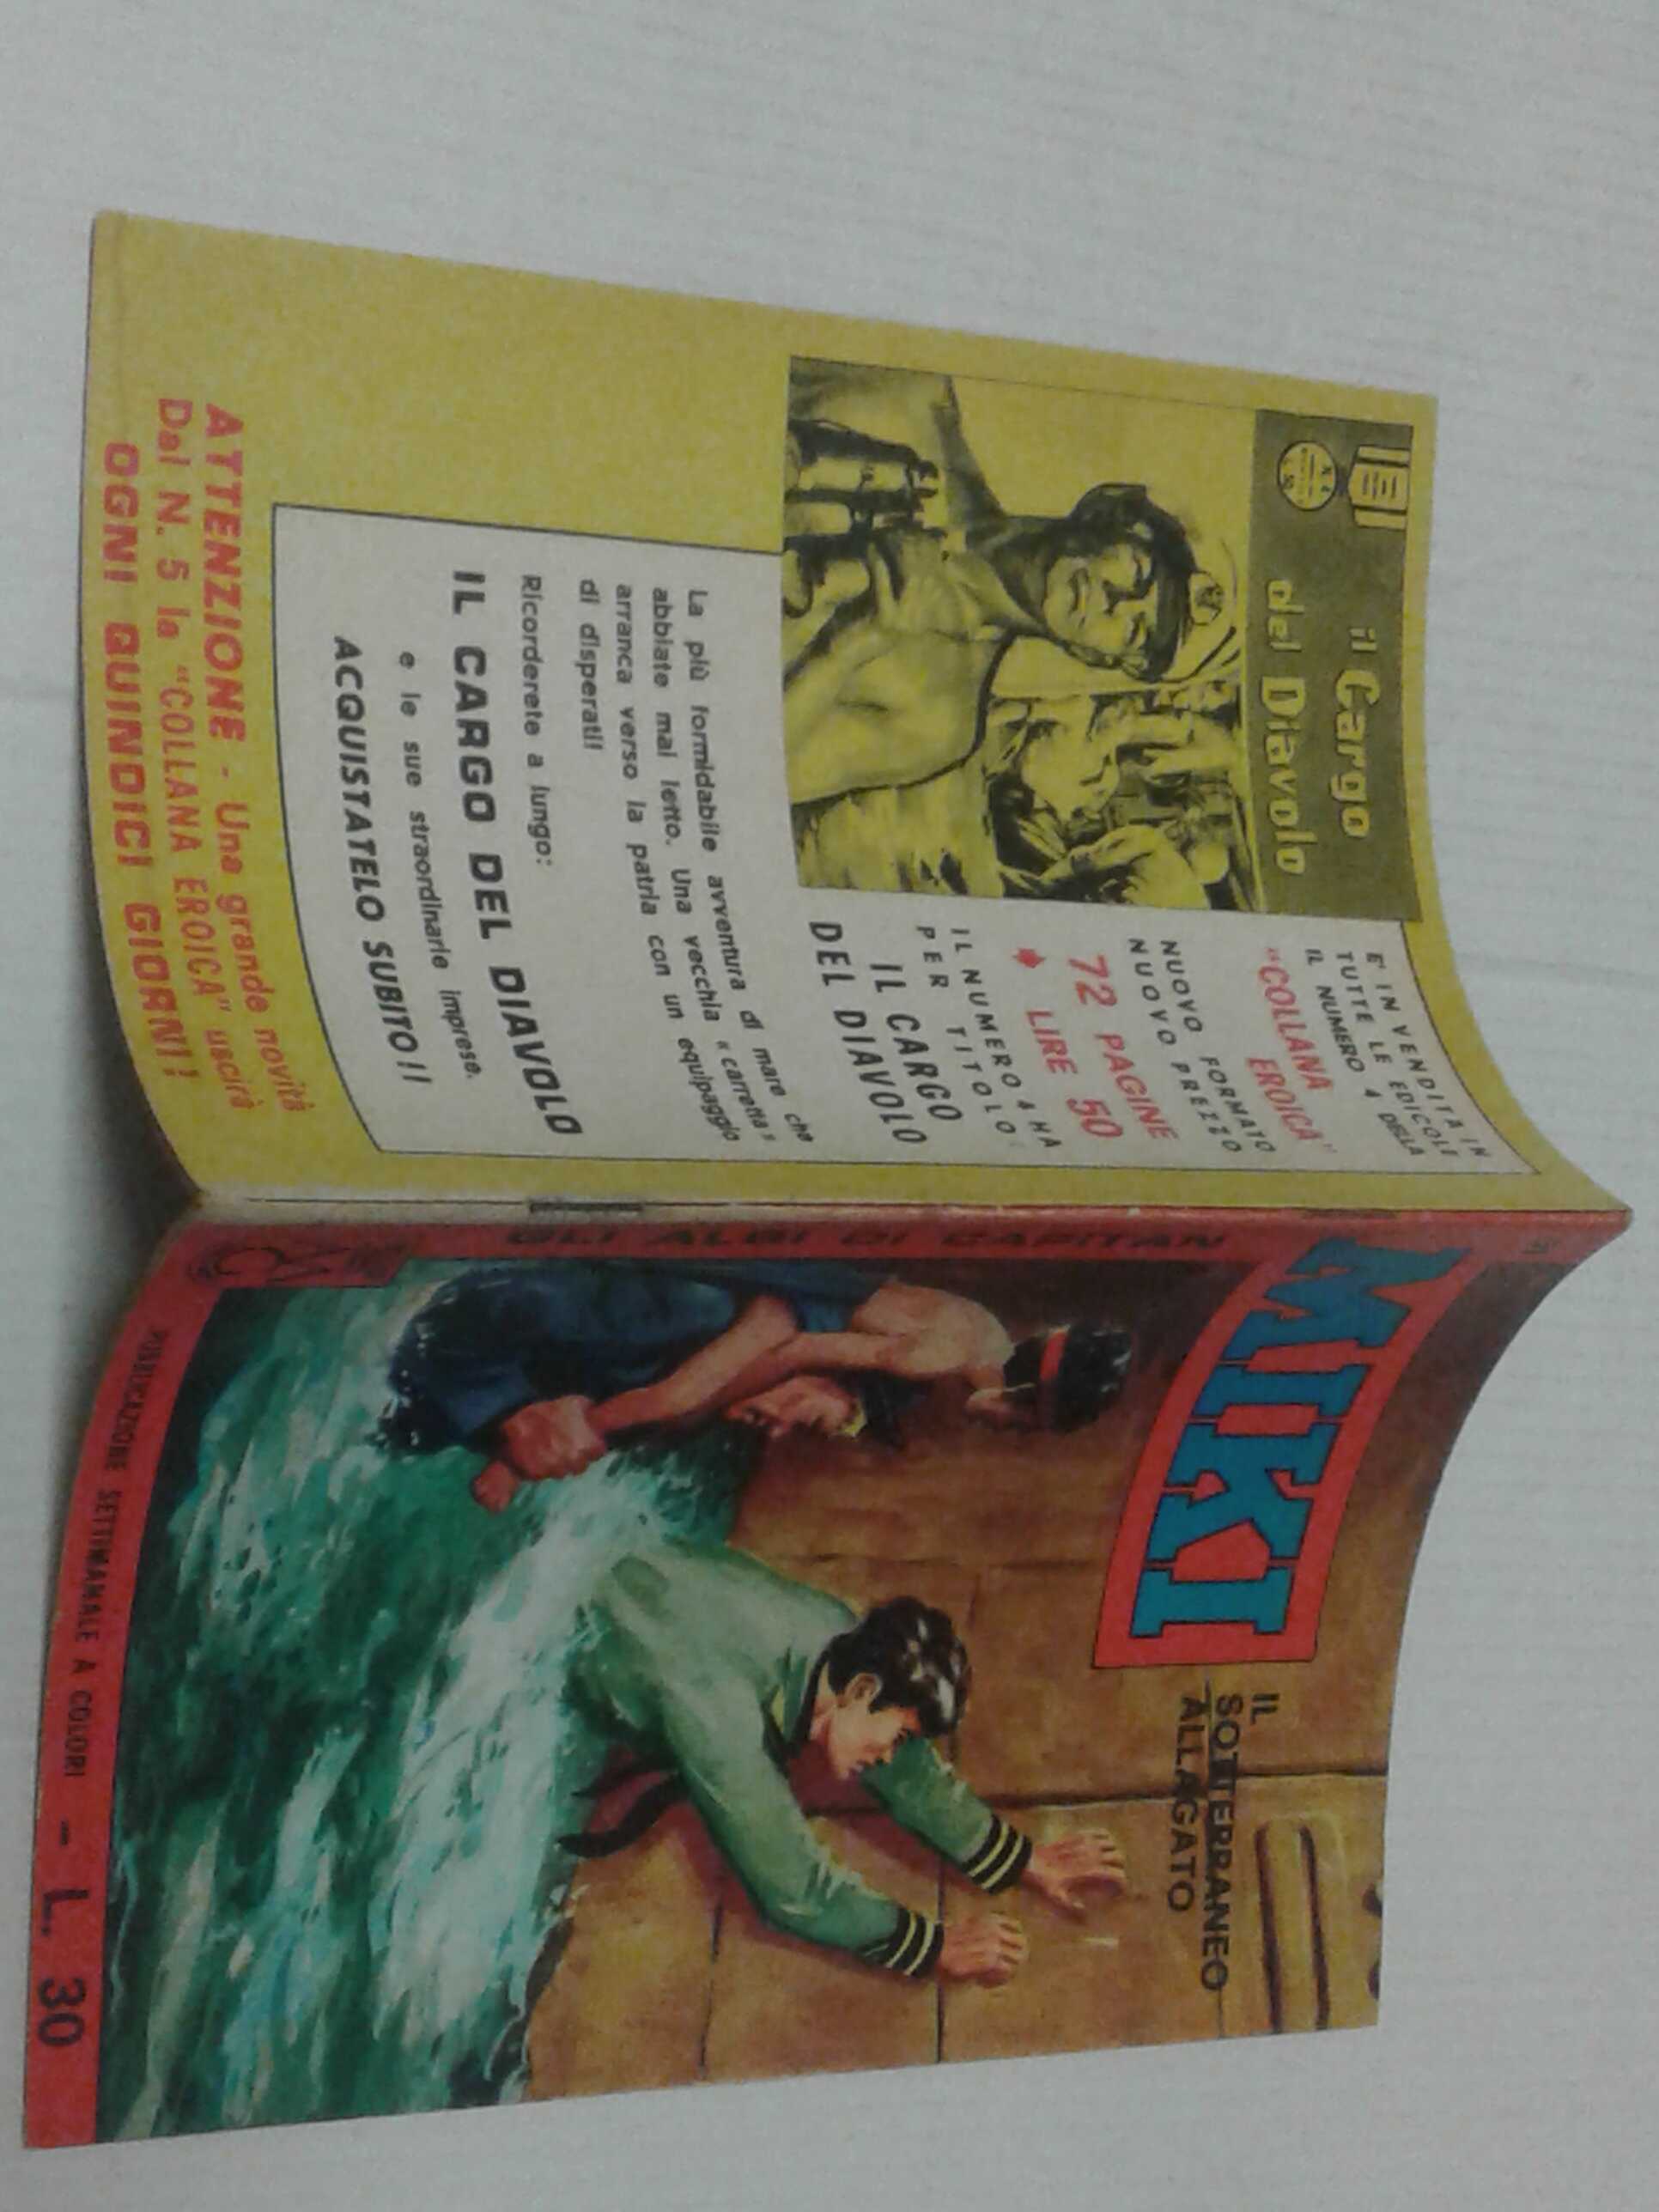 il Cargo
del Diavolo
N. 4
L. 50
E' IN VENDITA IN
TUTTE LE EDICOLE
IL NUMERO 4 DELLA
"COLLANA
EROICA"
NUOVO FORMATO
NUOVO PREZZO
72 PAGINE
LIRE 50
IL NUMERO 4 HA
PER TITOLO:
IL CARGO
DEL DIAVOLO
La più formidabile avventura di mare che
abbiate mai letto. Una vecchia « carretta »
arranca verso la patria con un equipaggio
di disperati!
Ricorderete a lungo:
IL CARGO DEL DIAVOLO
e le sue straordinarie imprese.
ACQUISTATELO SUBITO!!
ATTENZIONE - Una grande novità
Dal N. 5 la "COLLANA EROICA" uscirà
OGNI QUINDICI GIORNI!
GLI ALBI DI CAPITAN
MIKI
IL
SOTTERRANEO
ALLAGATO
PUBBLICAZIONE SETTIMANALE A COLORI - L. 30